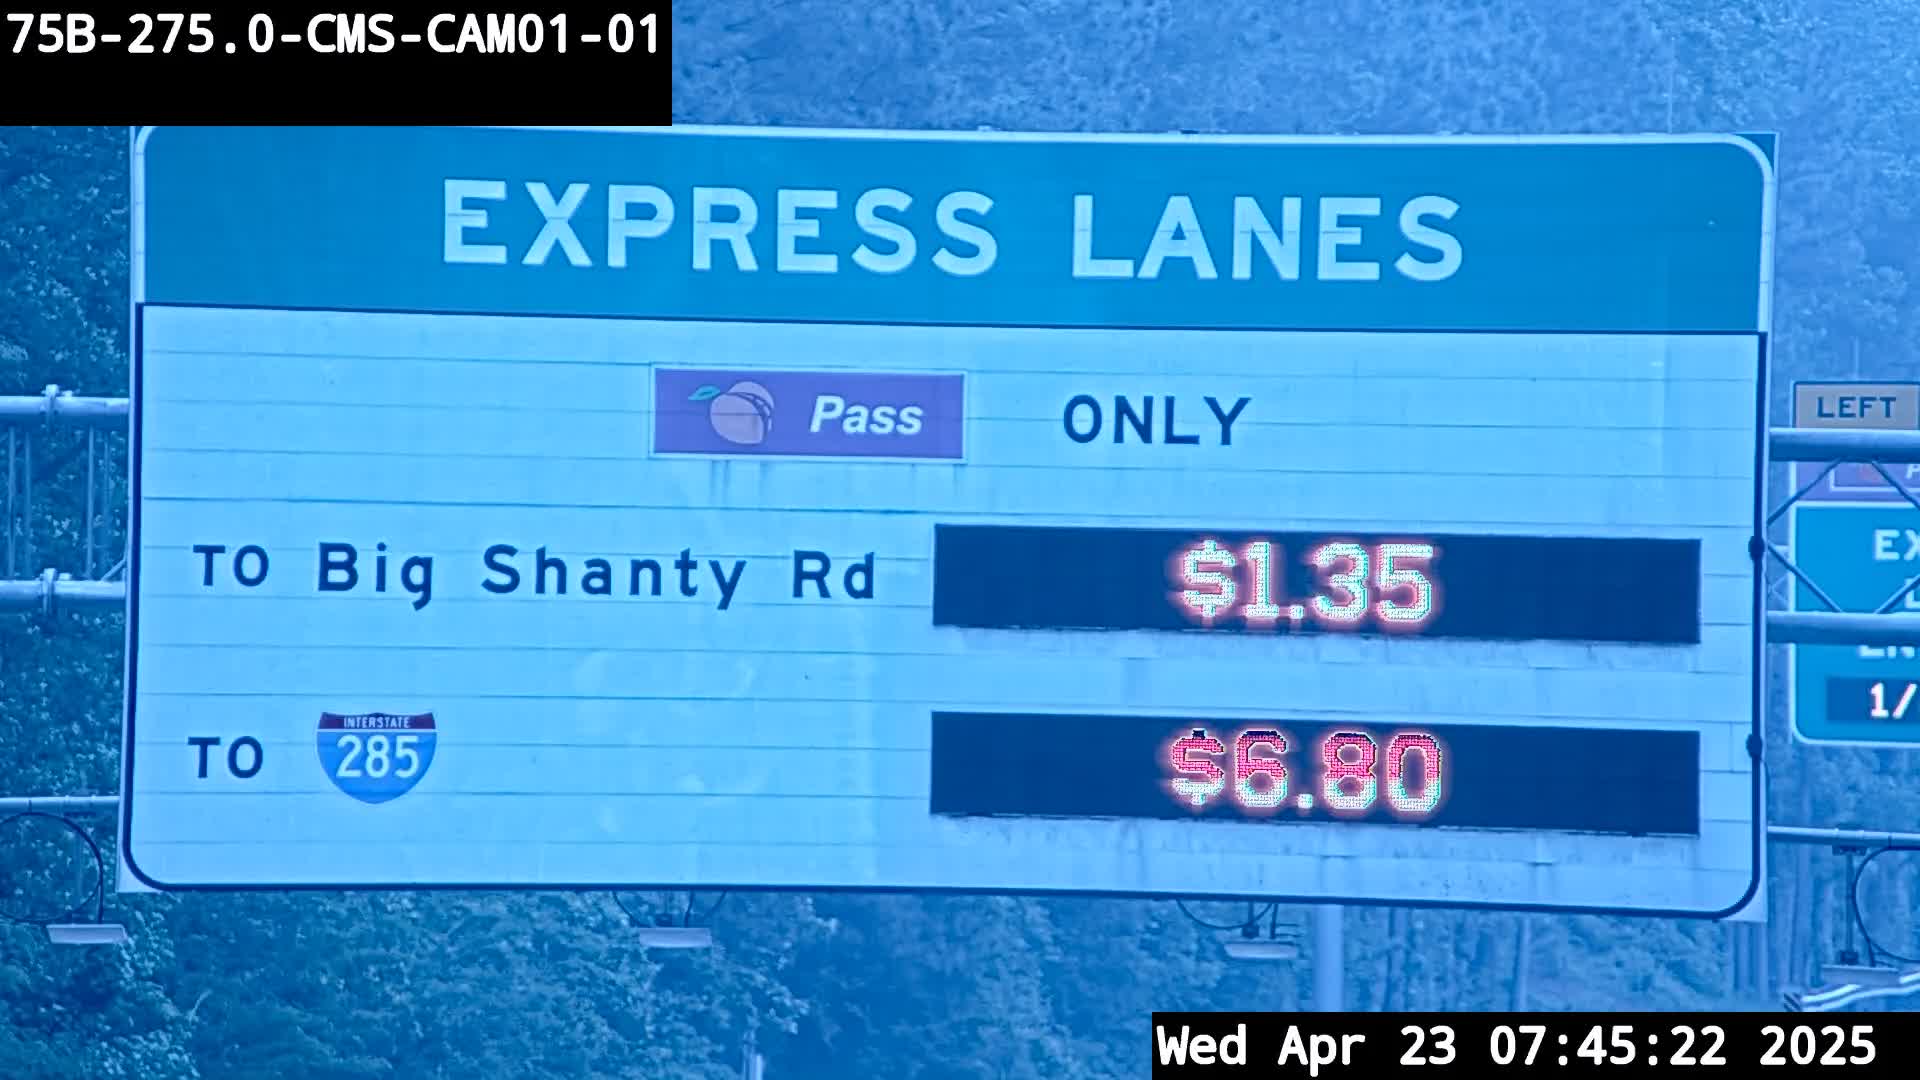 75B-275.0-CMS-CAM01-01
EXPRESS LANES
Pass ONLY
TO Big Shanty Rd $1.35
TO INTERSTATE 285 $6.80
LEFT
1/
Wed Apr 23 07:45:22 2025